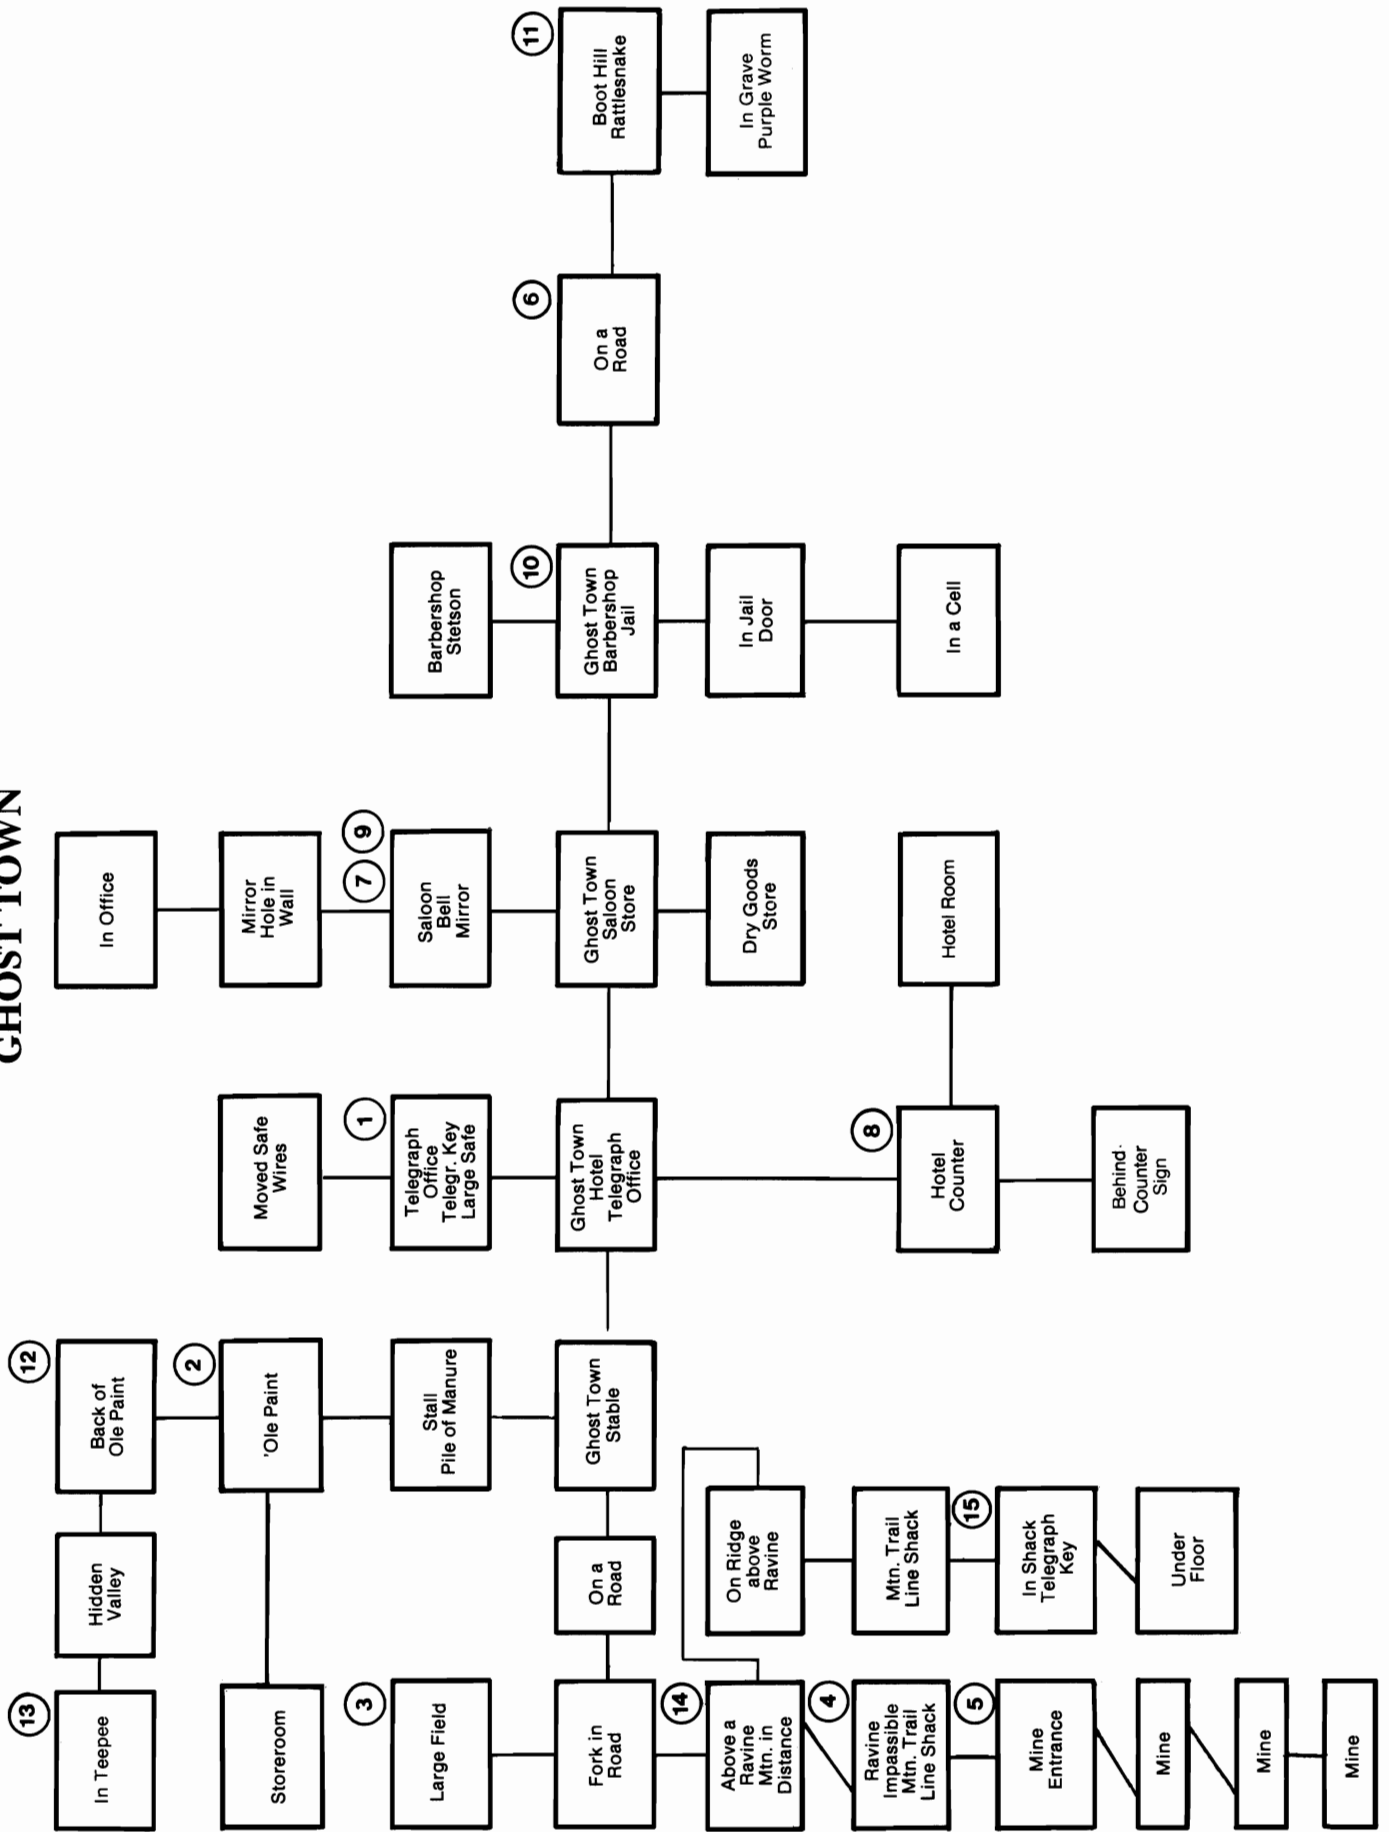 GHOST TOWN
13
In Teepee
Hidden
Valley
12
Back of
Ole Paint
In Office
Storeroom
2
'Ole Paint
Moved Safe
Wires
Mirror
Hole in
Wall
3
Large Field
Stall
Pile of Manure
1
Telegraph
Office
Telegr. Key
Large Safe
7
9
Saloon
Bell
Mirror
Barbershop
Stetson
Fork in
Road
On a
Road
Ghost Town
Stable
Ghost Town
Hotel
Telegraph
Office
Ghost Town
Saloon
Store
10
Ghost Town
Barbershop
Jail
6
On a
Road
11
Boot Hill
Rattlesnake
14
Above a
Ravine
Mtn. in
Distance
On Ridge
above
Ravine
Dry Goods
Store
In Jail
Door
In Grave
Purple Worm
4
Ravine
Impassible
Mtn. Trail
Line Shack
Mtn. Trail
Line Shack
8
Hotel
Counter
Hotel Room
In a Cell
5
Mine
Entrance
15
In Shack
Telegraph
Key
Behind-
Counter
Sign
Mine
Under
Floor
Mine
Mine